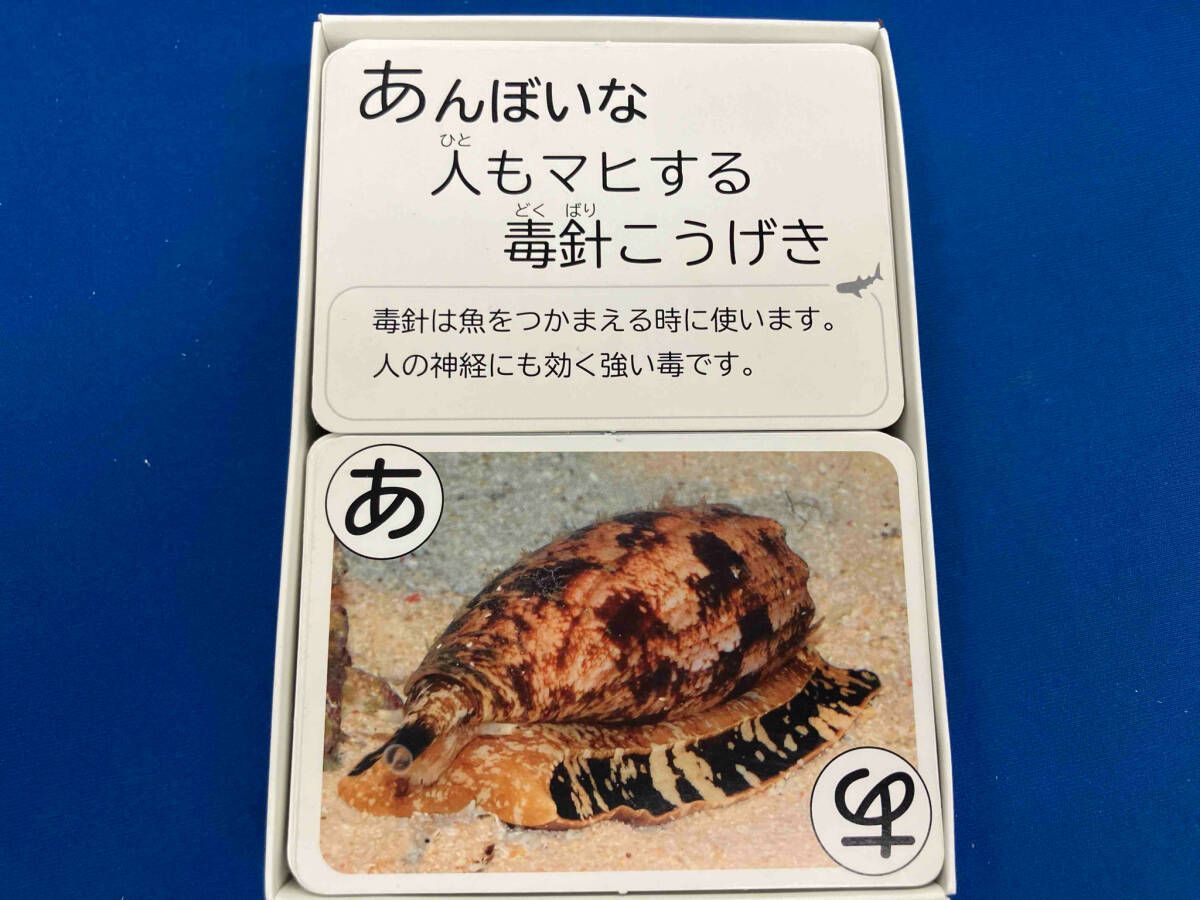 あんぼいな
ひと
人もマヒする
どく ばり
毒針こうげき
毒針は魚をつかまえる時に使います。
人の神経にも効く強い毒です。
あ
あ